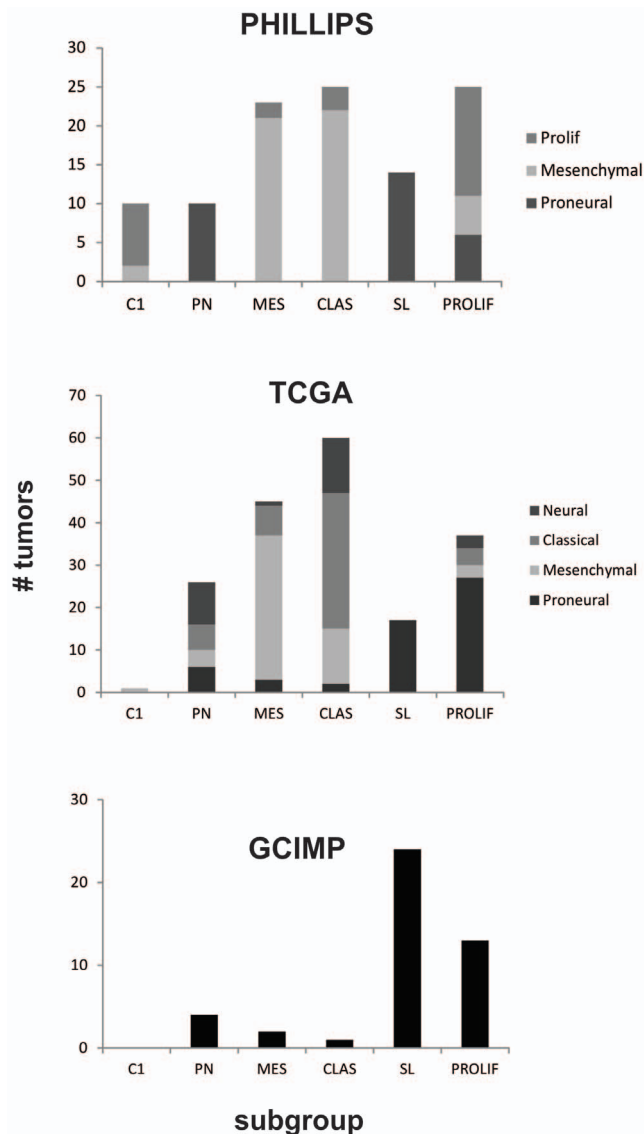 PHILLIPS
30
25
20
15
10
5
0
C1 PN MES CLAS SL PROLIF
Prolif
Mesenchymal
Proneural
TCGA
# tumors
70
60
50
40
30
20
10
0
C1 PN MES CLAS SL PROLIF
Neural
Classical
Mesenchymal
Proneural
GCIMP
30
20
10
0
C1 PN MES CLAS SL PROLIF
subgroup